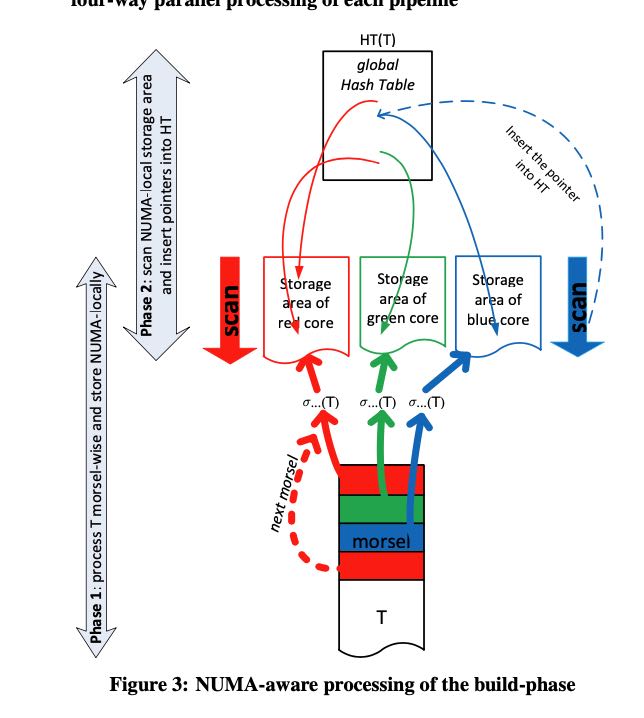 four-way parallel processing of each pipeline
HT(T)
global
Hash Table
Insert the pointer
into HT
Phase 2: scan NUMA-local storage area
and insert pointers into HT
Phase 1: process T morsel-wise and store NUMA-locally
scan
Storage
area of
red core
Storage
area of
green core
Storage
area of
blue core
scan
σ...(T)
σ...(T)
σ...(T)
next morsel
morsel
T
Figure 3: NUMA-aware processing of the build-phase